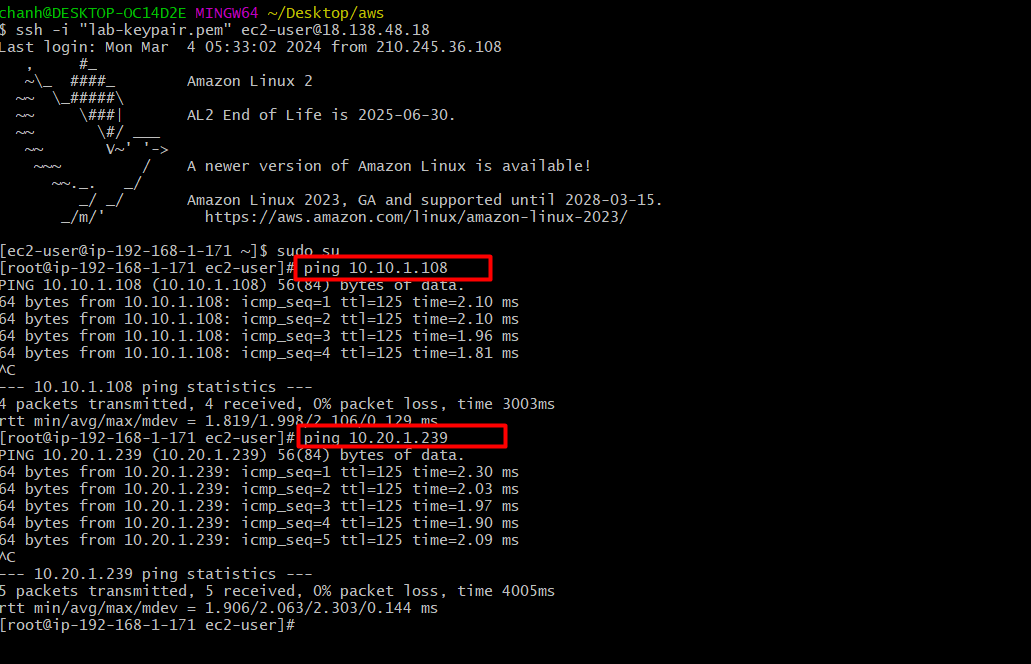 chanh@DESKTOP-OC14D2E MINGW64 ~/Desktop/aws
$ ssh -i "lab-keypair.pem" ec2-user@18.138.48.18
Last login: Mon Mar  4 05:33:02 2024 from 210.245.36.108
   ,     #_
   ~\_  ####_        Amazon Linux 2
  ~~  \_#####\
  ~~     \###|       AL2 End of Life is 2025-06-30.
  ~~       \#/ ___
   ~~       V~' '->
    ~~~         /    A newer version of Amazon Linux is available!
      ~~._.   _/
         _/ _/       Amazon Linux 2023, GA and supported until 2028-03-15.
       _/m/'           https://aws.amazon.com/linux/amazon-linux-2023/

[ec2-user@ip-192-168-1-171 ~]$ sudo su
[root@ip-192-168-1-171 ec2-user]# ping 10.10.1.108
PING 10.10.1.108 (10.10.1.108) 56(84) bytes of data.
64 bytes from 10.10.1.108: icmp_seq=1 ttl=125 time=2.10 ms
64 bytes from 10.10.1.108: icmp_seq=2 ttl=125 time=2.10 ms
64 bytes from 10.10.1.108: icmp_seq=3 ttl=125 time=1.96 ms
64 bytes from 10.10.1.108: icmp_seq=4 ttl=125 time=1.81 ms
^C
--- 10.10.1.108 ping statistics ---
4 packets transmitted, 4 received, 0% packet loss, time 3003ms
rtt min/avg/max/mdev = 1.819/1.998/2.106/0.129 ms
[root@ip-192-168-1-171 ec2-user]# ping 10.20.1.239
PING 10.20.1.239 (10.20.1.239) 56(84) bytes of data.
64 bytes from 10.20.1.239: icmp_seq=1 ttl=125 time=2.30 ms
64 bytes from 10.20.1.239: icmp_seq=2 ttl=125 time=2.03 ms
64 bytes from 10.20.1.239: icmp_seq=3 ttl=125 time=1.97 ms
64 bytes from 10.20.1.239: icmp_seq=4 ttl=125 time=1.90 ms
64 bytes from 10.20.1.239: icmp_seq=5 ttl=125 time=2.09 ms
^C
--- 10.20.1.239 ping statistics ---
5 packets transmitted, 5 received, 0% packet loss, time 4005ms
rtt min/avg/max/mdev = 1.906/2.063/2.303/0.144 ms
[root@ip-192-168-1-171 ec2-user]#